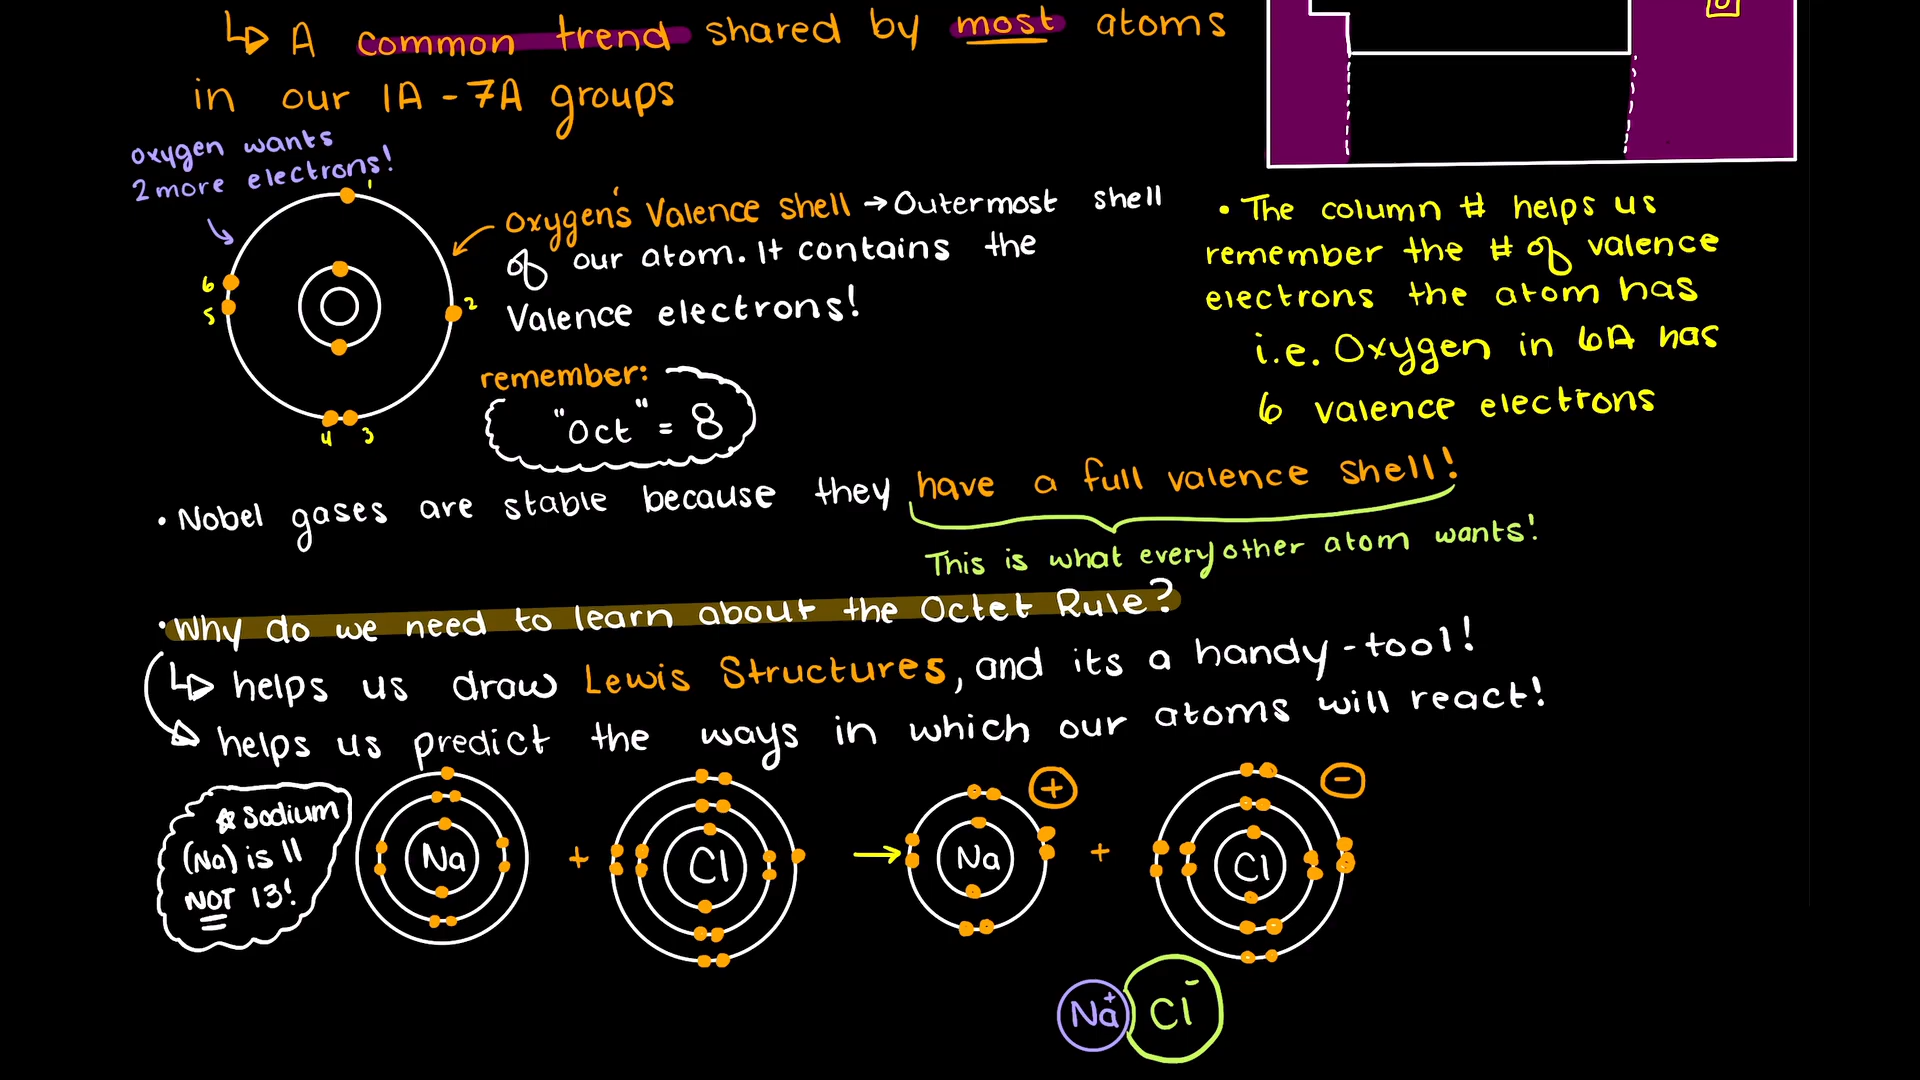 ↳ A common trend shared by most atoms
in our 1A - 7A groups
O
oxygen wants
2 more electrons!
1
2
3
4
5
6
Oxygen's Valence shell → Outermost shell
of our atom. It contains the
Valence electrons!
remember:
"Oct" = 8
• The column # helps us
remember the # of valence
electrons the atom has
i.e. Oxygen in 6A has
6 valence electrons
• Nobel gases are stable because they have a full valence shell!
This is what every other atom wants!
• Why do we need to learn about the Octet Rule?
↳ helps us draw Lewis Structures, and its a handy-tool!
↳ helps us predict the ways in which our atoms will react!
☆ Sodium
(Na) is 11
NOT 13!
Na + Cl → Na + + Cl -
Na+ Cl-